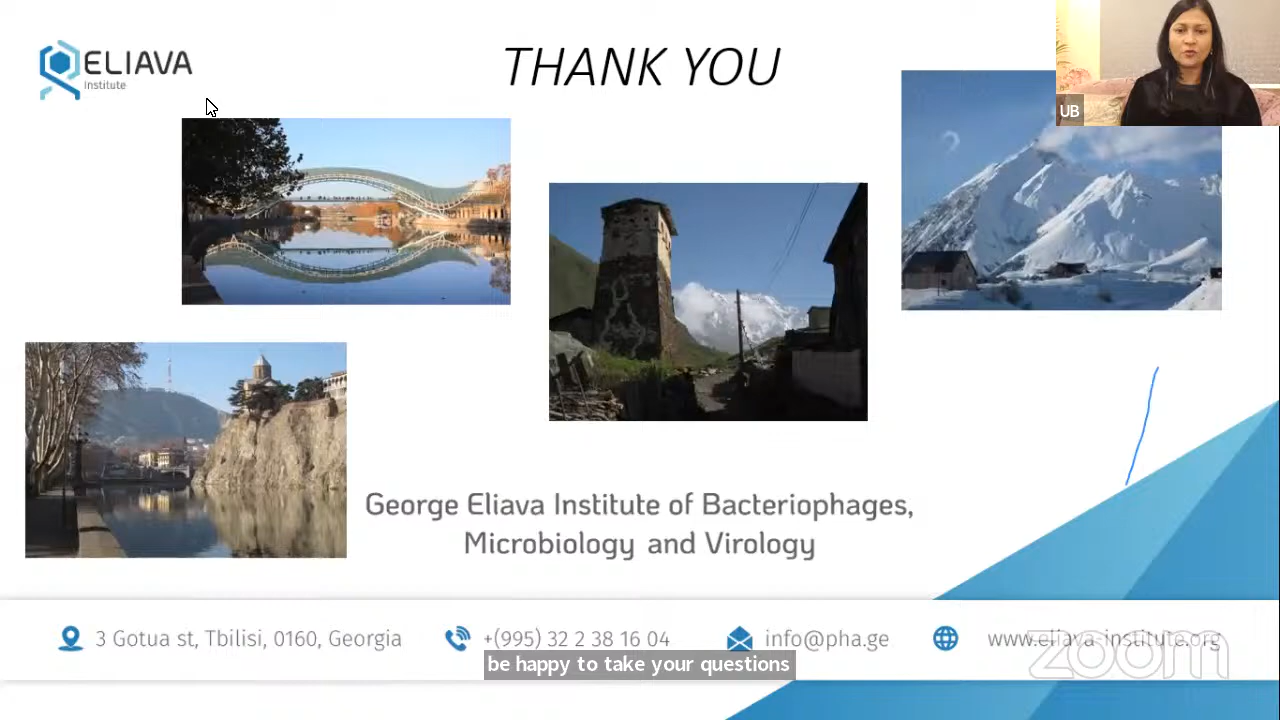 ELIAVA
Institute
THANK YOU
UB
George Eliava Institute of Bacteriophages,
Microbiology and Virology
3 Gotua st, Tbilisi, 0160, Georgia
+(995) 32 2 38 16 04
info@pha.ge
www.eliava-institute.org
zoom
be happy to take your questions